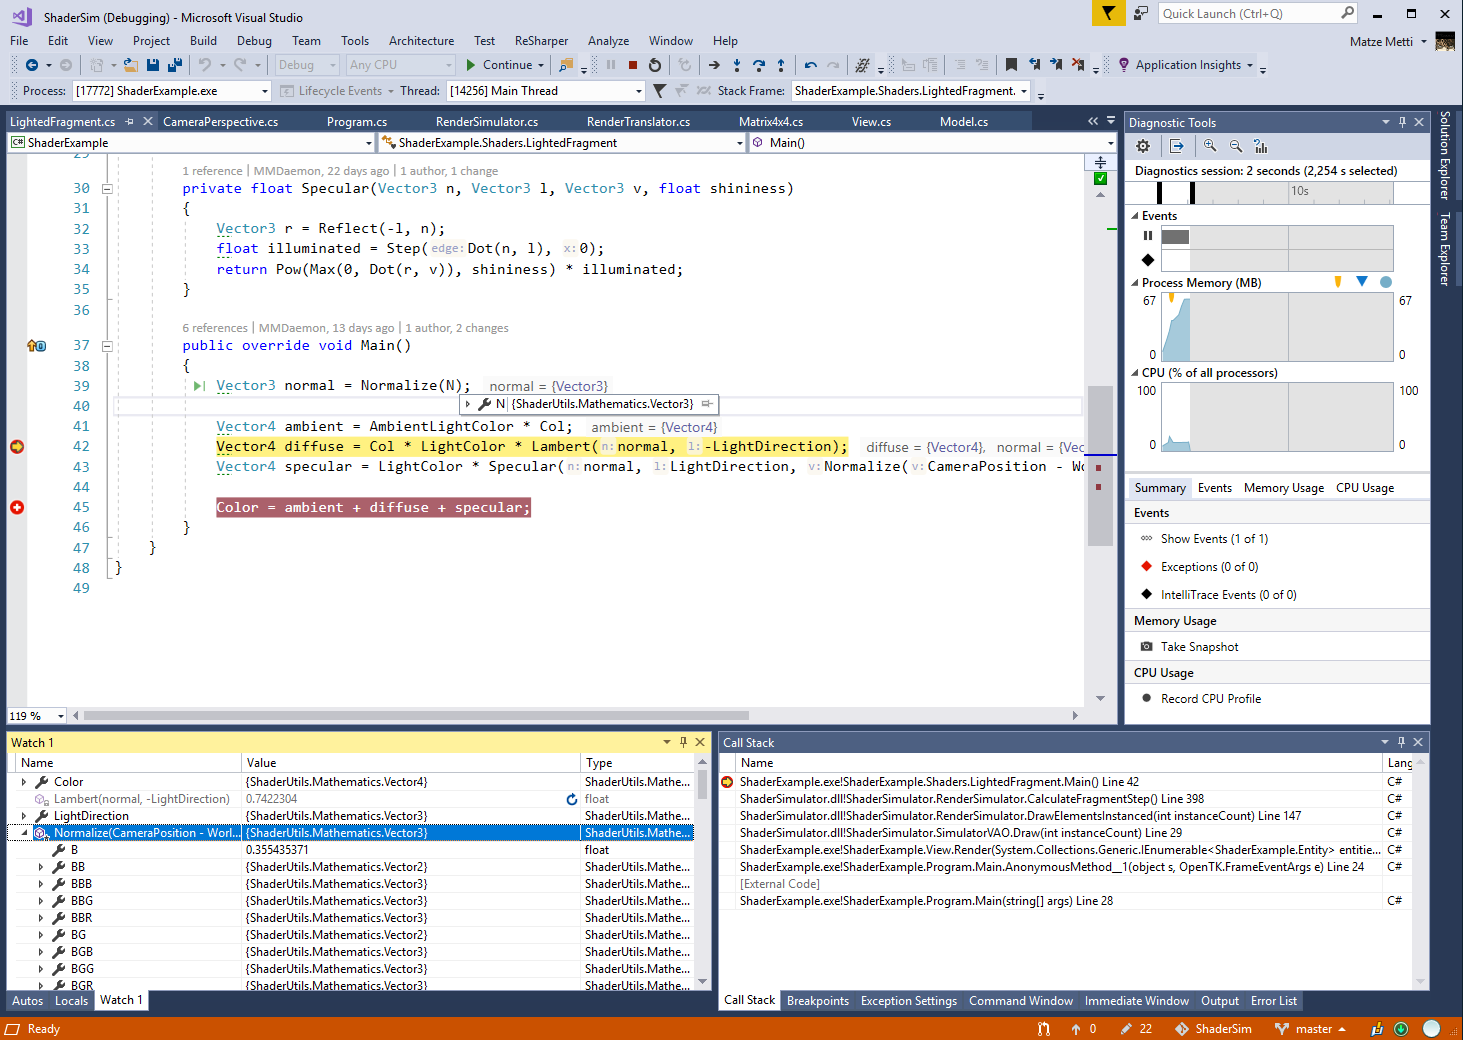 ShaderSim (Debugging) - Microsoft Visual Studio
Quick Launch (Ctrl+Q)
File Edit View Project Build Debug Team Tools Architecture Test ReSharper Analyze Window Help
Matze Metti
Debug Any CPU Continue Application Insights
Process: [17772] ShaderExample.exe Lifecycle Events Thread: [14256] Main Thread Stack Frame: ShaderExample.Shaders.LightedFragment.
LightedFragment.cs CameraPerspective.cs Program.cs RenderSimulator.cs RenderTranslator.cs Matrix4x4.cs View.cs Model.cs
C# ShaderExample ShaderExample.Shaders.LightedFragment Main()
1 reference | MMDaemon, 22 days ago | 1 author, 1 change
30 private float Specular(Vector3 n, Vector3 l, Vector3 v, float shininess)
31 {
32 Vector3 r = Reflect(-l, n);
33 float illuminated = Step(edge: Dot(n, l), x: 0);
34 return Pow(Max(0, Dot(r, v)), shininess) * illuminated;
35 }
36
6 references | MMDaemon, 13 days ago | 1 author, 2 changes
37 public override void Main()
38 {
39 Vector3 normal = Normalize(N); normal = {Vector3}
40
N {ShaderUtils.Mathematics.Vector3}
41 Vector4 ambient = AmbientLightColor * Col; ambient = {Vector4}
42 Vector4 diffuse = Col * LightColor * Lambert(n: normal, l: -LightDirection); diffuse = {Vector4}, normal = {Vec
43 Vector4 specular = LightColor * Specular(n: normal, l: LightDirection, v: Normalize(v: CameraPosition - Wo
44
45 Color = ambient + diffuse + specular;
46 }
47 }
48 }
49
119 %
Diagnostic Tools
Diagnostics session: 2 seconds (2,254 s selected)
10s
Events
Process Memory (MB)
67 67
0 0
CPU (% of all processors)
100 100
0 0
Summary Events Memory Usage CPU Usage
Events
Show Events (1 of 1)
Exceptions (0 of 0)
IntelliTrace Events (0 of 0)
Memory Usage
Take Snapshot
CPU Usage
Record CPU Profile
Solution Explorer
Team Explorer
Watch 1
Name Value Type
Color {ShaderUtils.Mathematics.Vector4} ShaderUtils.Mathe...
Lambert(normal, -LightDirection) 0.7422304 float
LightDirection {ShaderUtils.Mathematics.Vector3} ShaderUtils.Mathe...
Normalize(CameraPosition - Worl... {ShaderUtils.Mathematics.Vector3} ShaderUtils.Mathe...
B 0.355435371 float
BB {ShaderUtils.Mathematics.Vector2} ShaderUtils.Mathe...
BBB {ShaderUtils.Mathematics.Vector3} ShaderUtils.Mathe...
BBG {ShaderUtils.Mathematics.Vector3} ShaderUtils.Mathe...
BBR {ShaderUtils.Mathematics.Vector3} ShaderUtils.Mathe...
BG {ShaderUtils.Mathematics.Vector2} ShaderUtils.Mathe...
BGB {ShaderUtils.Mathematics.Vector3} ShaderUtils.Mathe...
BGG {ShaderUtils.Mathematics.Vector3} ShaderUtils.Mathe...
BGR {ShaderUtils.Mathematics.Vector3} ShaderUtils.Mathe...
Autos Locals Watch 1
Call Stack
Name Lang
ShaderExample.exe!ShaderExample.Shaders.LightedFragment.Main() Line 42 C#
ShaderSimulator.dll!ShaderSimulator.RenderSimulator.CalculateFragmentStep() Line 398 C#
ShaderSimulator.dll!ShaderSimulator.RenderSimulator.DrawElementsInstanced(int instanceCount) Line 147 C#
ShaderSimulator.dll!ShaderSimulator.SimulatorVAO.Draw(int instanceCount) Line 29 C#
ShaderExample.exe!ShaderExample.View.Render(System.Collections.Generic.IEnumerable<ShaderExample.Entity> entitie... C#
ShaderExample.exe!ShaderExample.Program.Main.AnonymousMethod__1(object s, OpenTK.FrameEventArgs e) Line 24 C#
[External Code]
ShaderExample.exe!ShaderExample.Program.Main(string[] args) Line 28 C#
Call Stack Breakpoints Exception Settings Command Window Immediate Window Output Error List
Ready 0 22 ShaderSim master